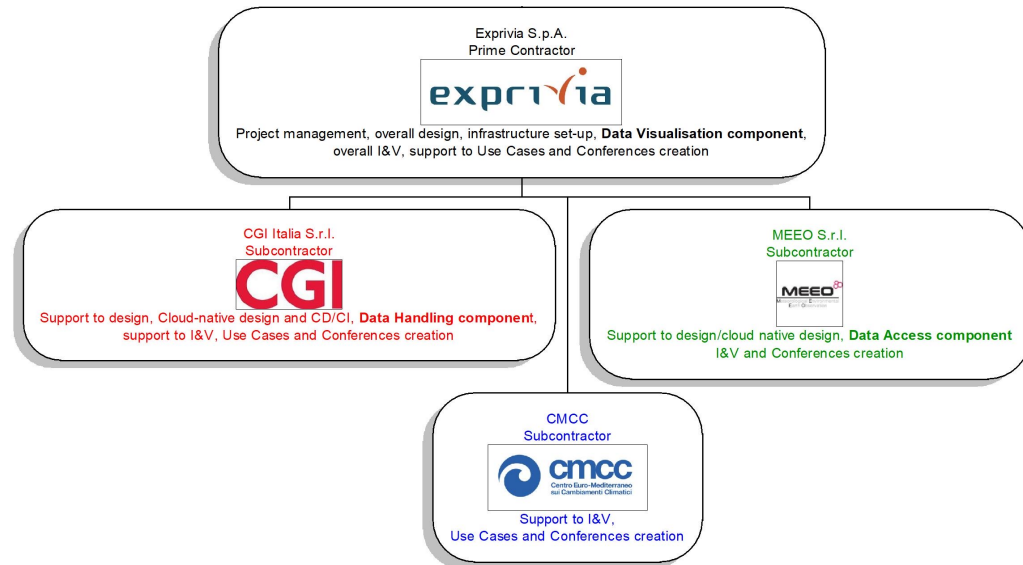 Exprivia S.p.A.
Prime Contractor
exprivia
Project management, overall design, infrastructure set-up, Data Visualisation component,
overall I&V, support to Use Cases and Conferences creation
CGI Italia S.r.l.
Subcontractor
CGI
Support to design, Cloud-native design and CD/CI, Data Handling component,
support to I&V, Use Cases and Conferences creation
MEEO S.r.l.
Subcontractor
MEEO
Support to design/cloud native design, Data Access component
I&V and Conferences creation
CMCC
Subcontractor
cmcc
Centro Euro-Mediterraneo
sui Cambiamenti Climatici
Support to I&V,
Use Cases and Conferences creation